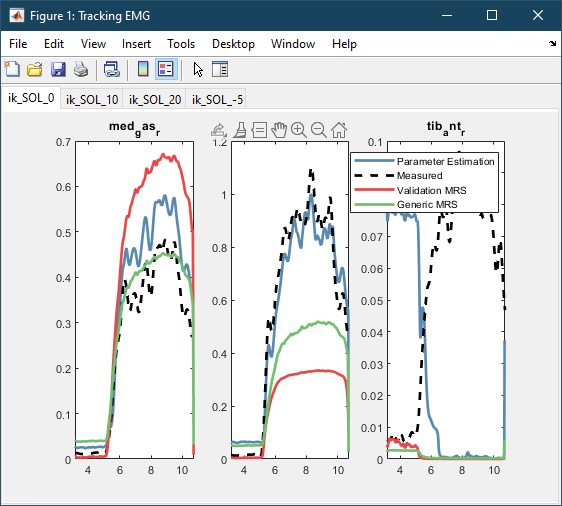 Figure 1: Tracking EMG
File Edit View Insert Tools Desktop Window Help
ik_SOL_0 ik_SOL_10 ik_SOL_20 ik_SOL_-5
med_gas_r
tib_ant_r
0.7
0.6
0.5
0.4
0.3
0.2
0.1
0
4 6 8 10
1.2
1
0.8
0.6
0.4
0.2
0
4 6 8 10
0.1
0.07
0.06
0.05
0.04
0.03
0.02
0.01
0
4 6 8 10
Parameter Estimation
Measured
Validation MRS
Generic MRS